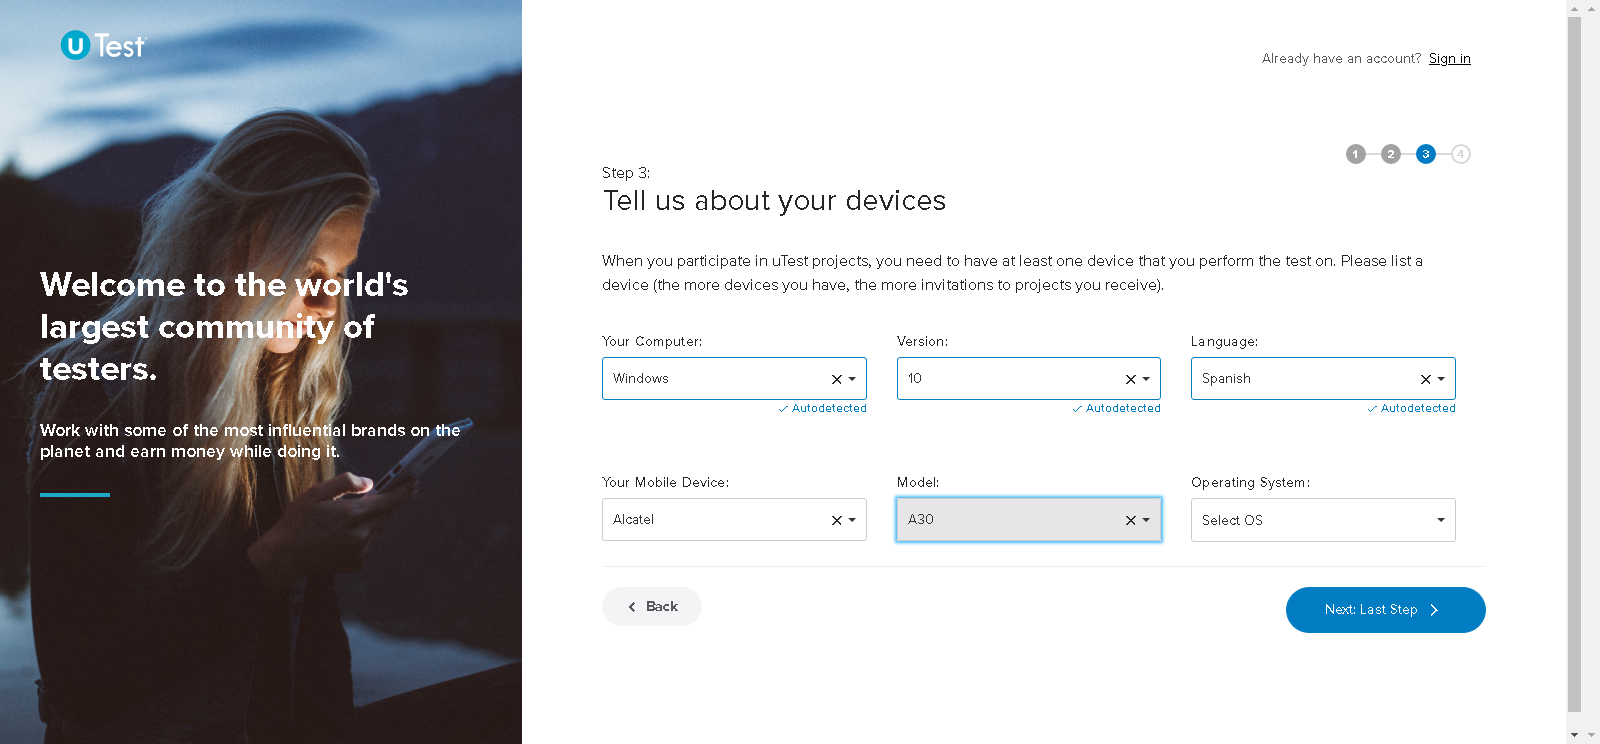 U Test
Already have an account? Sign in
1 2 3 4
Step 3:
Tell us about your devices
Welcome to the world's
largest community of
testers.
Work with some of the most influential brands on the
planet and earn money while doing it.
When you participate in uTest projects, you need to have at least one device that you perform the test on. Please list a
device (the more devices you have, the more invitations to projects you receive).
Your Computer: Version: Language:
Windows 10 Spanish
Autodetected Autodetected Autodetected
Your Mobile Device: Model: Operating System:
Alcatel A30 Select OS
Back Next: Last Step